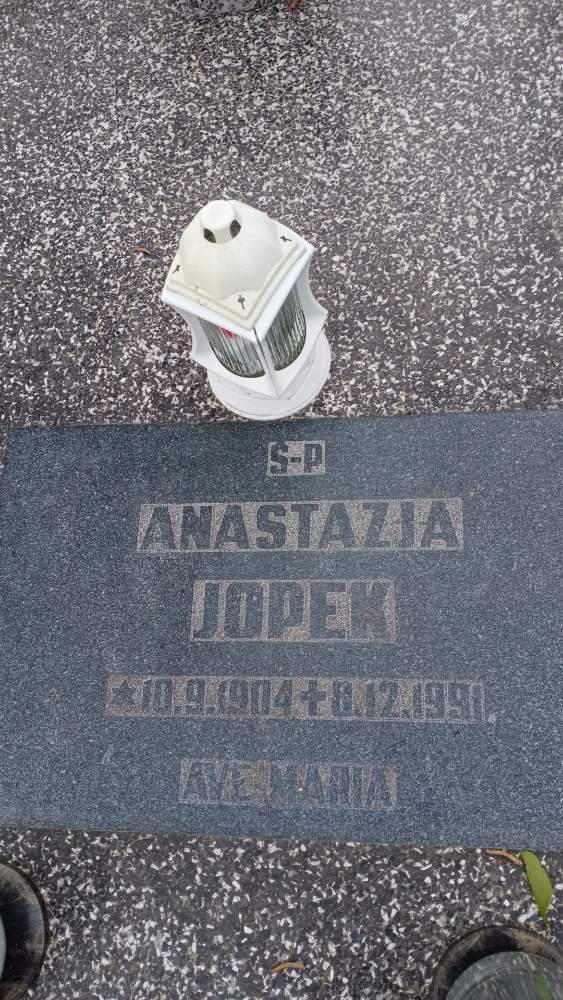 Ś-P
ANASTAZJA
JOPEK
★10.9.1904✝8.12.1991
AVE MARIA